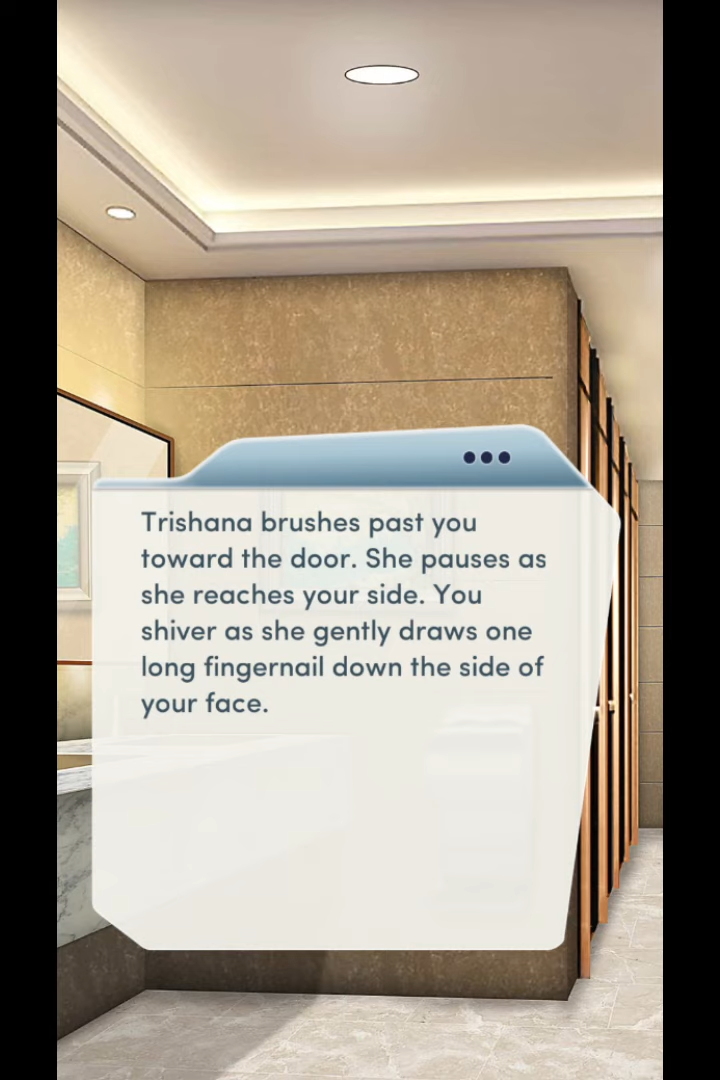 Trishana brushes past you
toward the door. She pauses as
she reaches your side. You
shiver as she gently draws one
long fingernail down the side of
your face.